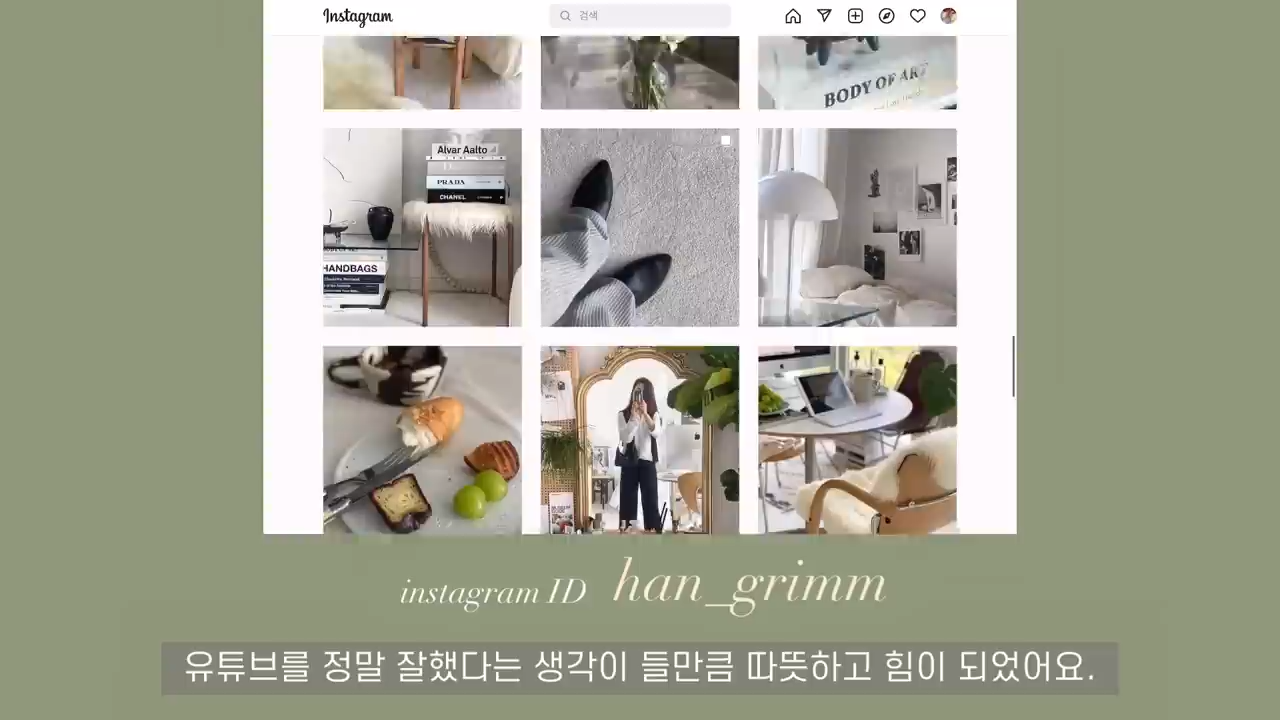 Instagram
검색
BODY OF ART
Alvar Aalto
PRADA
CHANEL
HANDBAGS
instagram ID han_grimm
유튜브를 정말 잘했다는 생각이 들만큼 따뜻하고 힘이 되었어요.